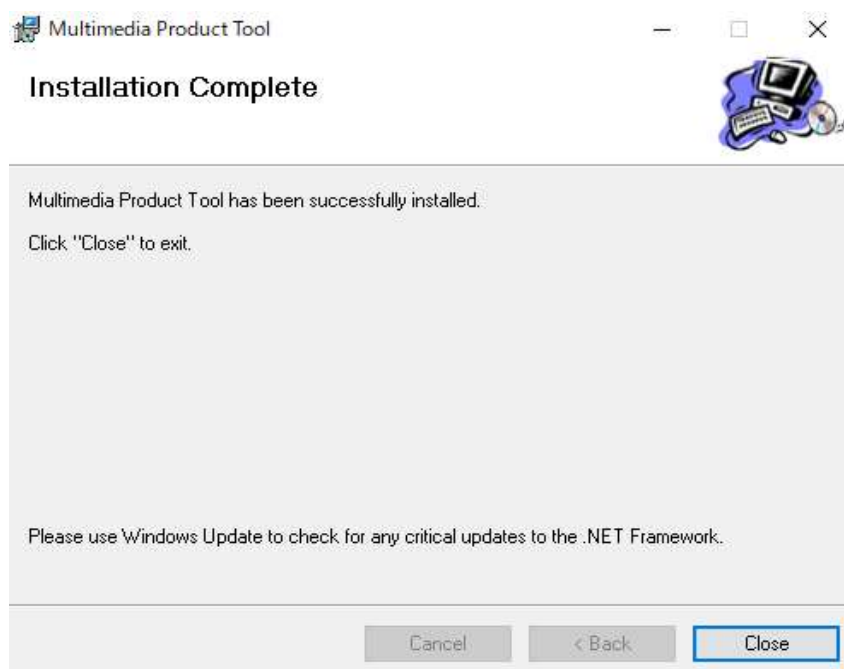 Multimedia Product Tool
Installation Complete
Multimedia Product Tool has been successfully installed.
Click "Close" to exit.
Please use Windows Update to check for any critical updates to the .NET Framework.
Cancel
< Back
Close